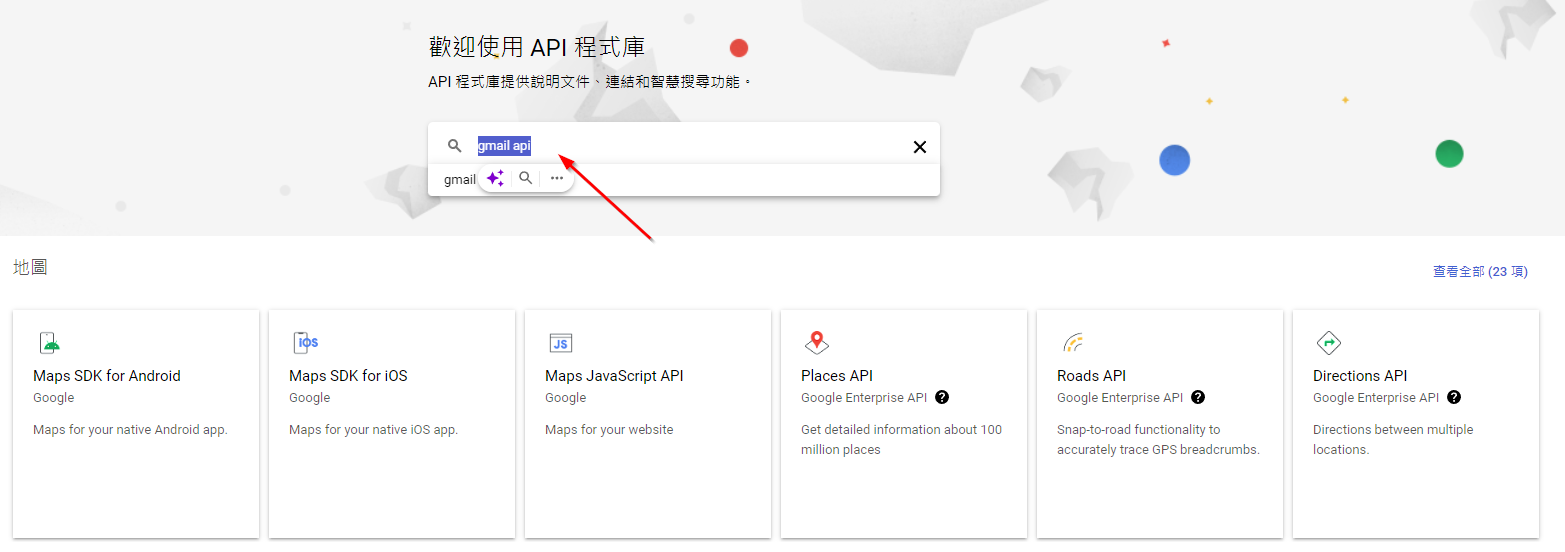 歡迎使用 API 程式庫
API 程式庫提供說明文件、連結和智慧搜尋功能。
gmail api
gmail
地圖
查看全部 (23 項)
Maps SDK for Android
Google
Maps for your native Android app.
Maps SDK for iOS
Google
Maps for your native iOS app.
JS
Maps JavaScript API
Google
Maps for your website
Places API
Google Enterprise API
Get detailed information about 100
million places
Roads API
Google Enterprise API
Snap-to-road functionality to
accurately trace GPS breadcrumbs.
Directions API
Google Enterprise API
Directions between multiple
locations.